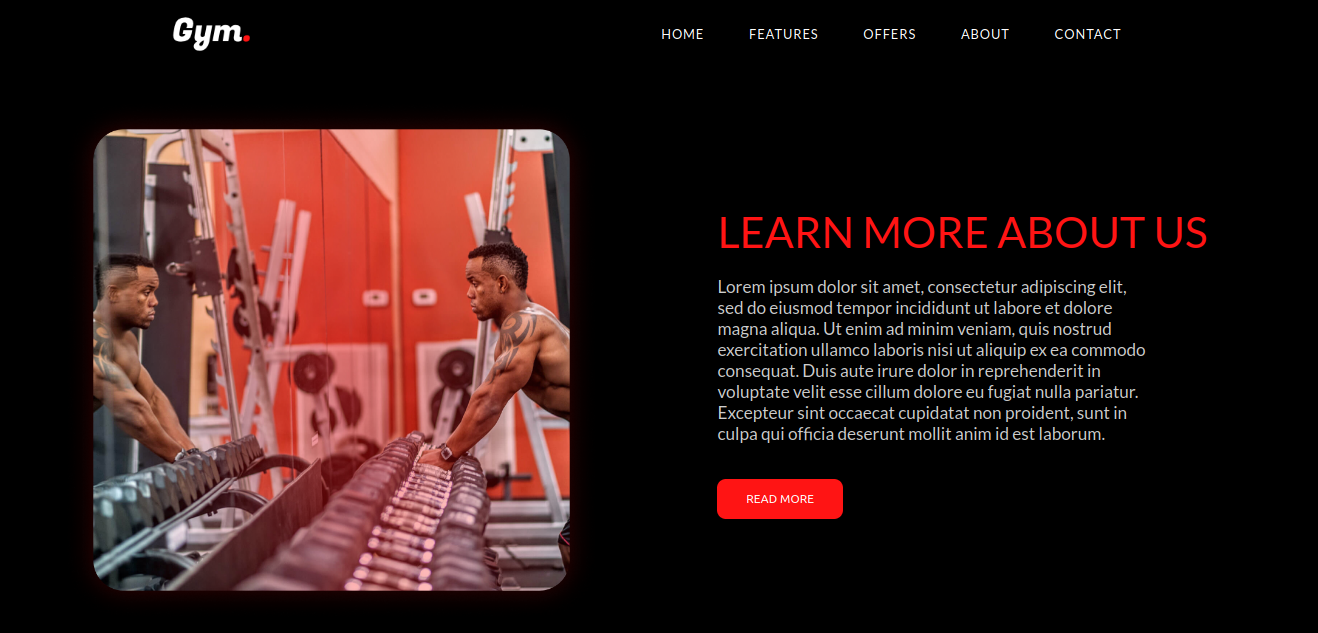 Gym.
HOME
FEATURES
OFFERS
ABOUT
CONTACT
LEARN MORE ABOUT US
Lorem ipsum dolor sit amet, consectetur adipiscing elit,
sed do eiusmod tempor incididunt ut labore et dolore
magna aliqua. Ut enim ad minim veniam, quis nostrud
exercitation ullamco laboris nisi ut aliquip ex ea commodo
consequat. Duis aute irure dolor in reprehenderit in
voluptate velit esse cillum dolore eu fugiat nulla pariatur.
Excepteur sint occaecat cupidatat non proident, sunt in
culpa qui officia deserunt mollit anim id est laborum.
READ MORE